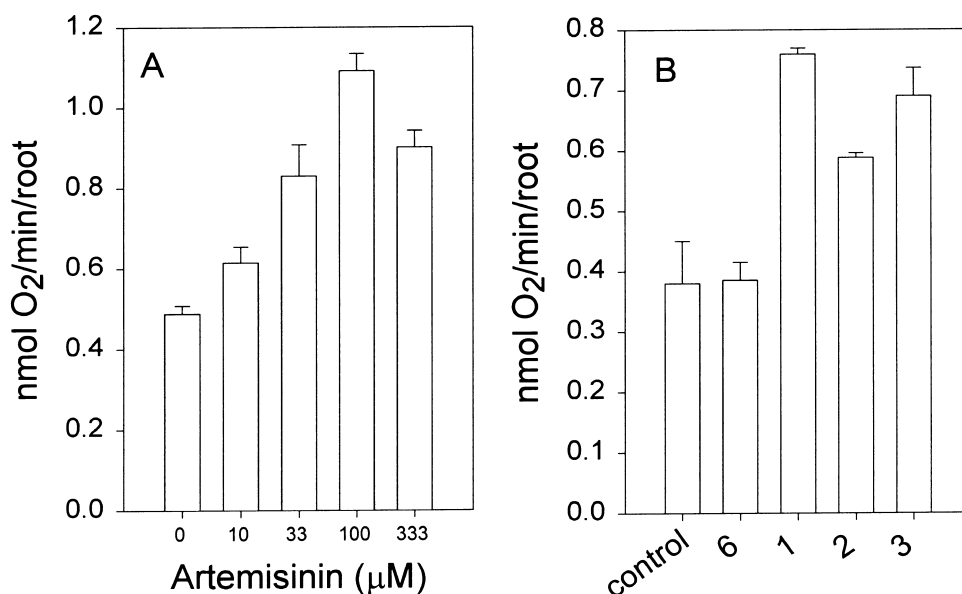 A
nmol O2/min/root
1.2
1.0
0.8
0.6
0.4
0.2
0.0
0 10 33 100 333
Artemisinin (μM)
B
nmol O2/min/root
0.8
0.7
0.6
0.5
0.4
0.3
0.2
0.1
0.0
control 6 1 2 3